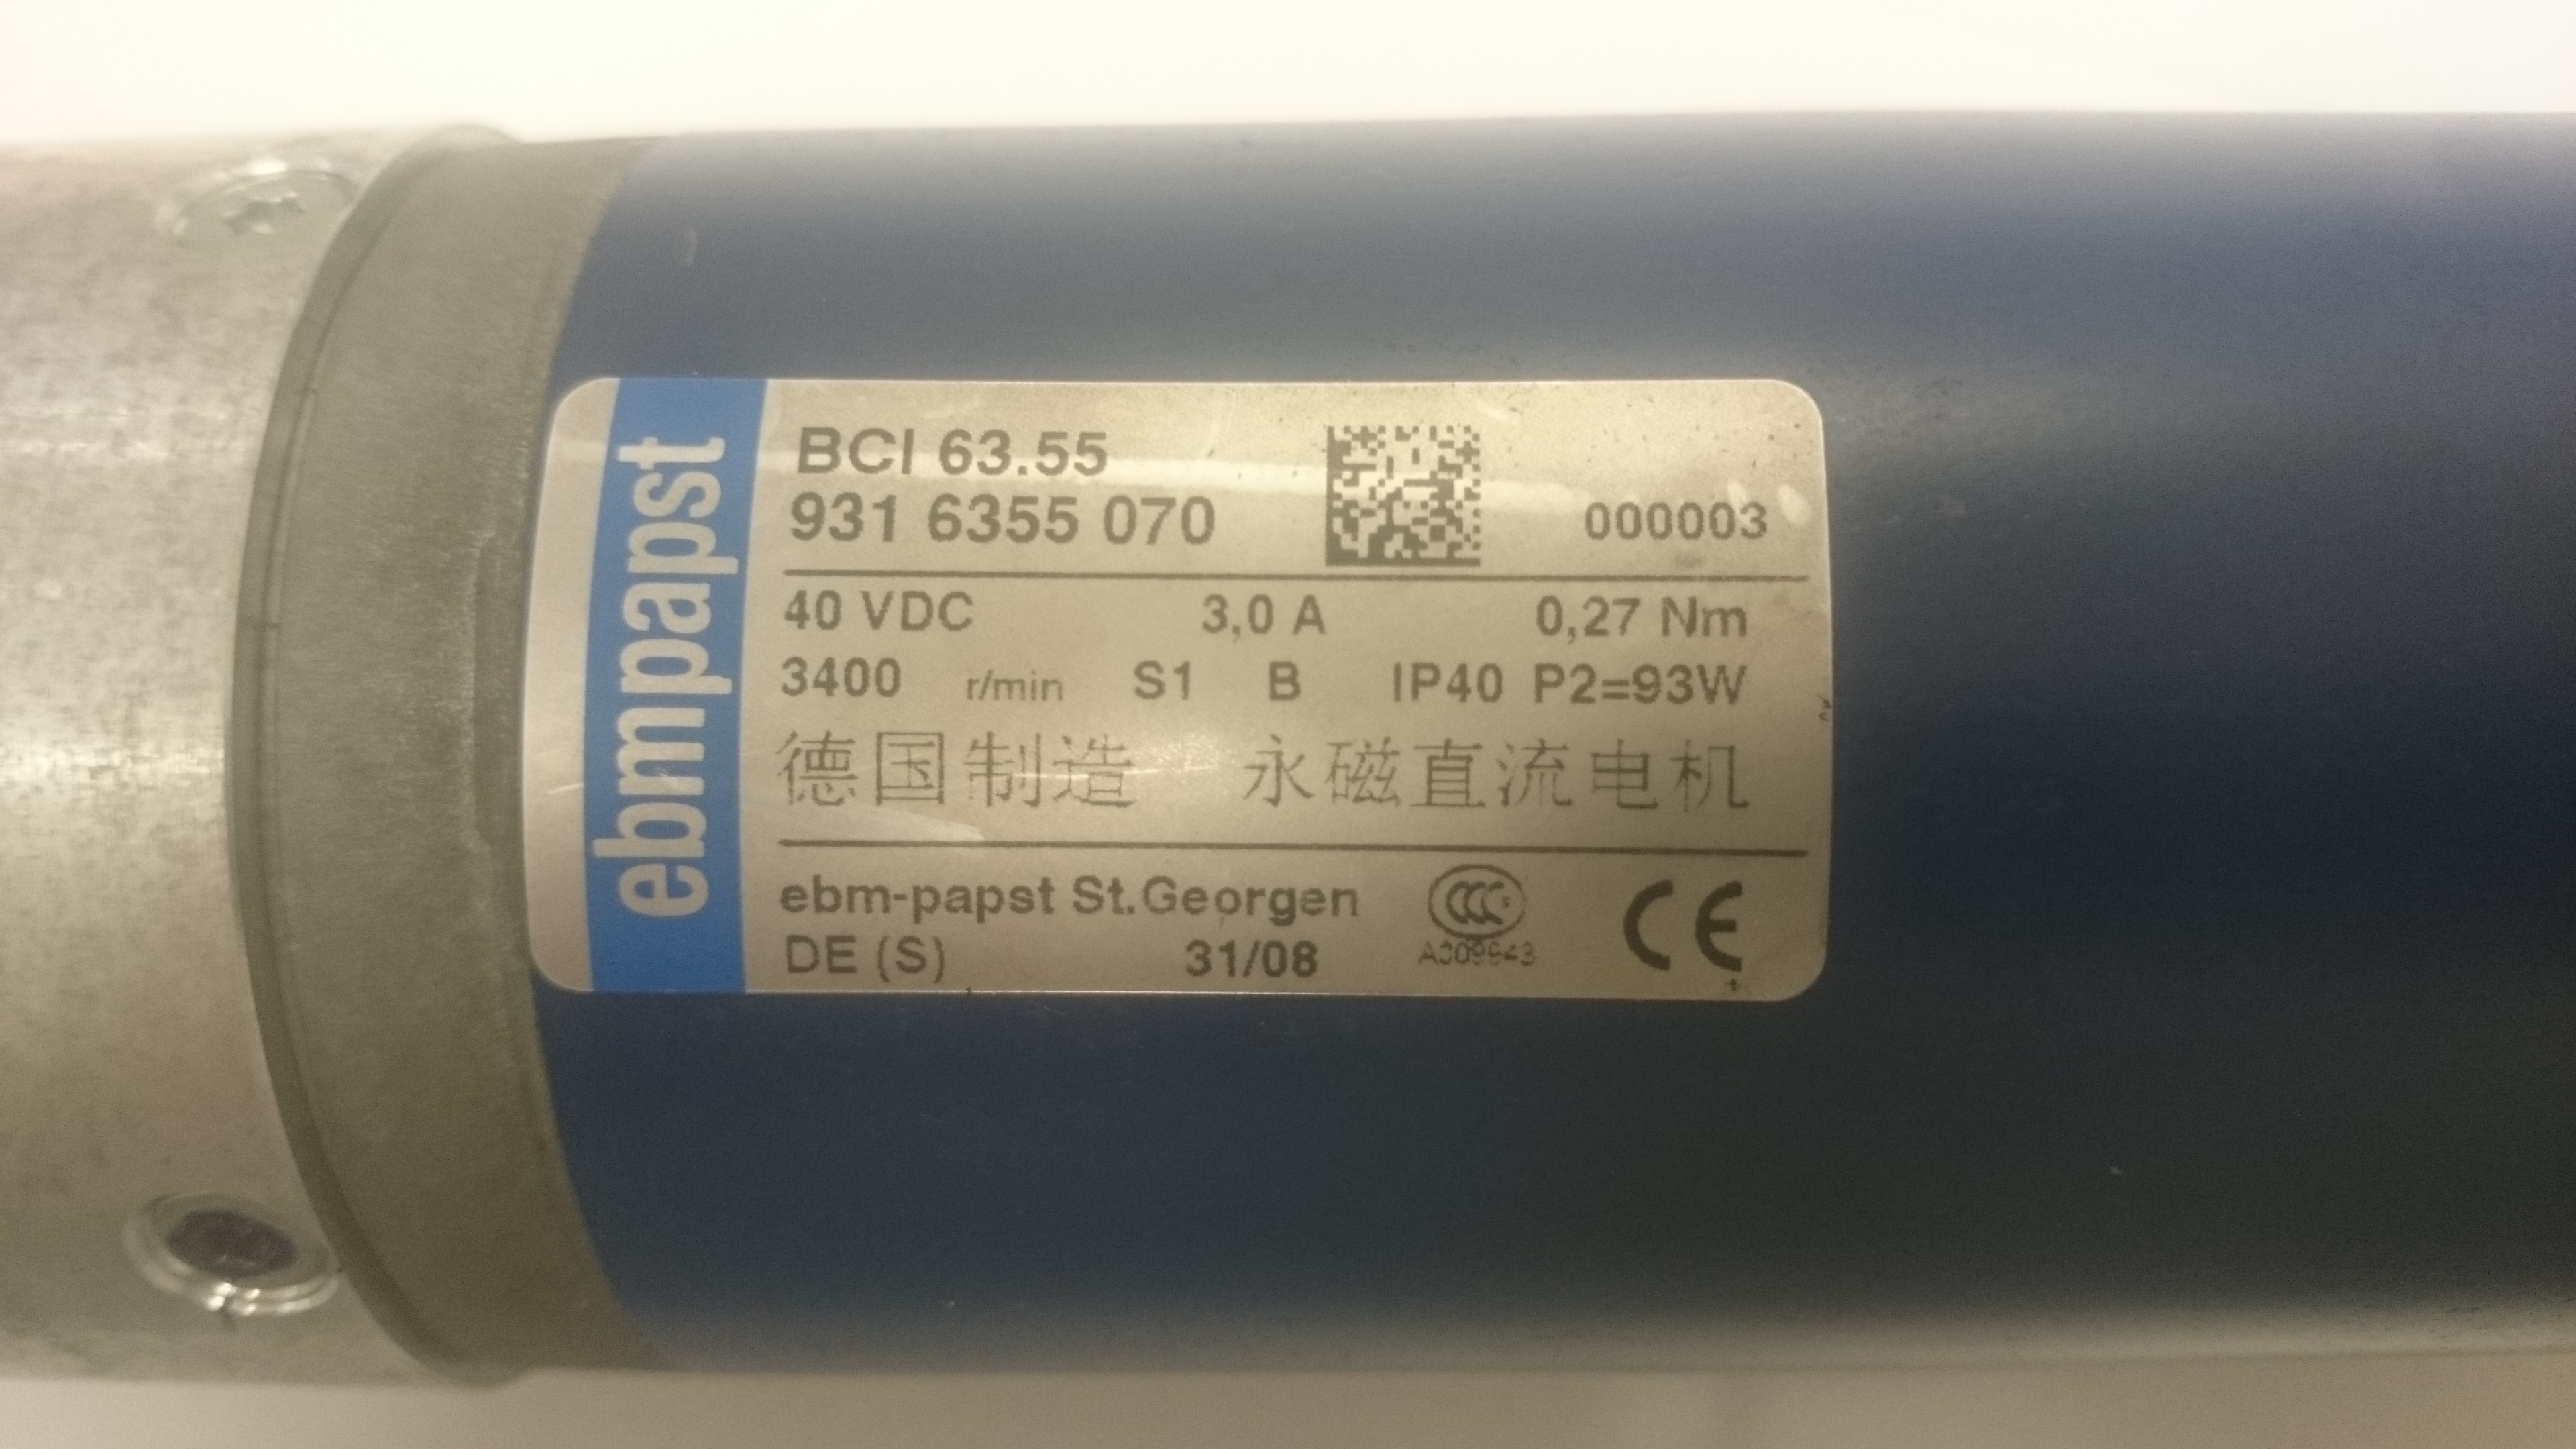 ebmpapst
BCI 63.55
931 6355 070
000003
40 VDC 3,0 A 0,27 Nm
3400 r/min S1 B IP40 P2=93W
德国制造 永磁直流电机
ebm-papst St.Georgen
DE (S) 31/08
CCC S
CE